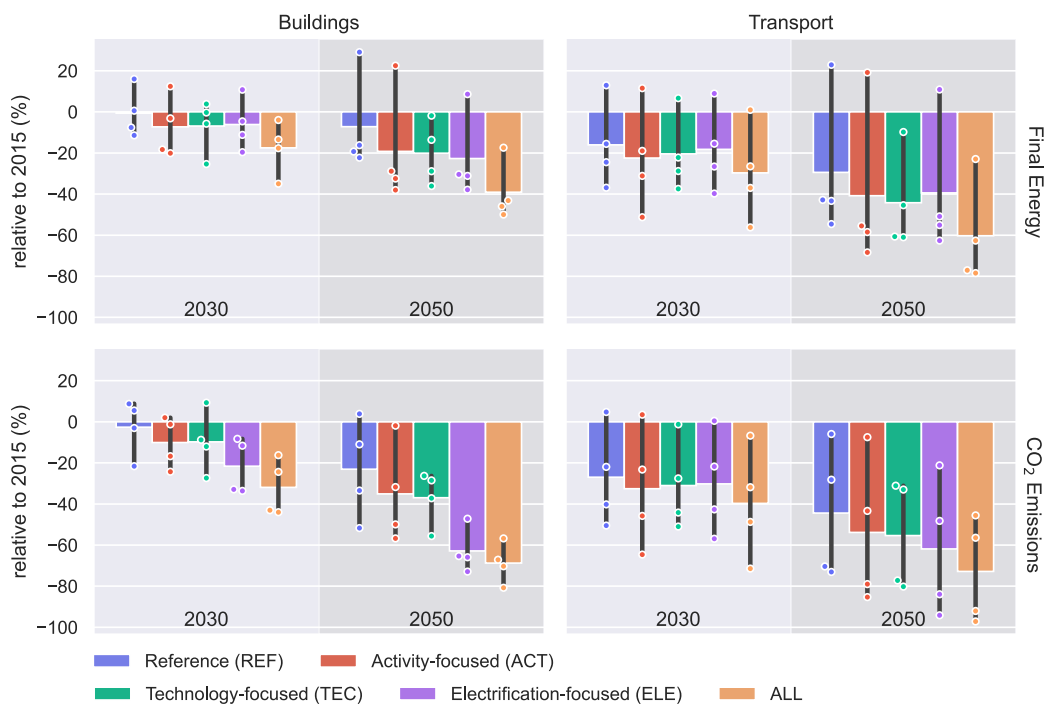 Buildings
Transport
relative to 2015 (%)
20
0
−20
−40
−60
−80
−100
2030
2050
2030
2050
Final Energy
relative to 2015 (%)
20
0
−20
−40
−60
−80
−100
2030
2050
2030
2050
CO₂ Emissions
Reference (REF)
Activity-focused (ACT)
Technology-focused (TEC)
Electrification-focused (ELE)
ALL